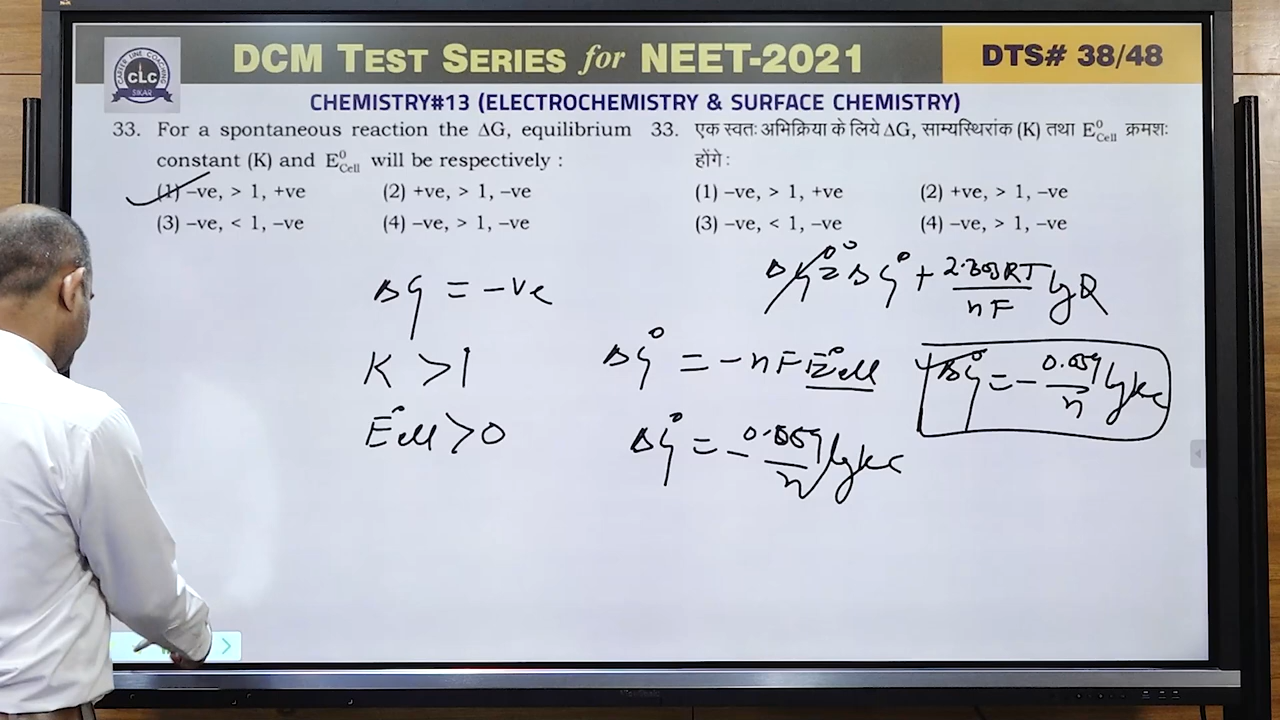 DCM TEST SERIES for NEET-2021
DTS# 38/48
CAREER LINE COACHING
CLC
SIKAR
CHEMISTRY#13 (ELECTROCHEMISTRY & SURFACE CHEMISTRY)
33. For a spontaneous reaction the ΔG, equilibrium
constant (K) and E⁰Cell will be respectively :
(1) –ve, > 1, +ve (2) +ve, > 1, –ve
(3) –ve, < 1, –ve (4) –ve, > 1, –ve
33. एक स्वतः अभिक्रिया के लिये ΔG, साम्यस्थिरांक (K) तथा E⁰Cell क्रमशः
होंगे :
(1) –ve, > 1, +ve (2) +ve, > 1, –ve
(3) –ve, < 1, –ve (4) –ve, > 1, –ve
ΔG = -ve
K > 1
E°cell > 0
ΔG° = ΔG° + 2.303RT/nF log Q
ΔG° = -nFE°cell
ΔG° = -0.059/n log Kc
ΔG° = -0.059/n log Kc
ViewSonic